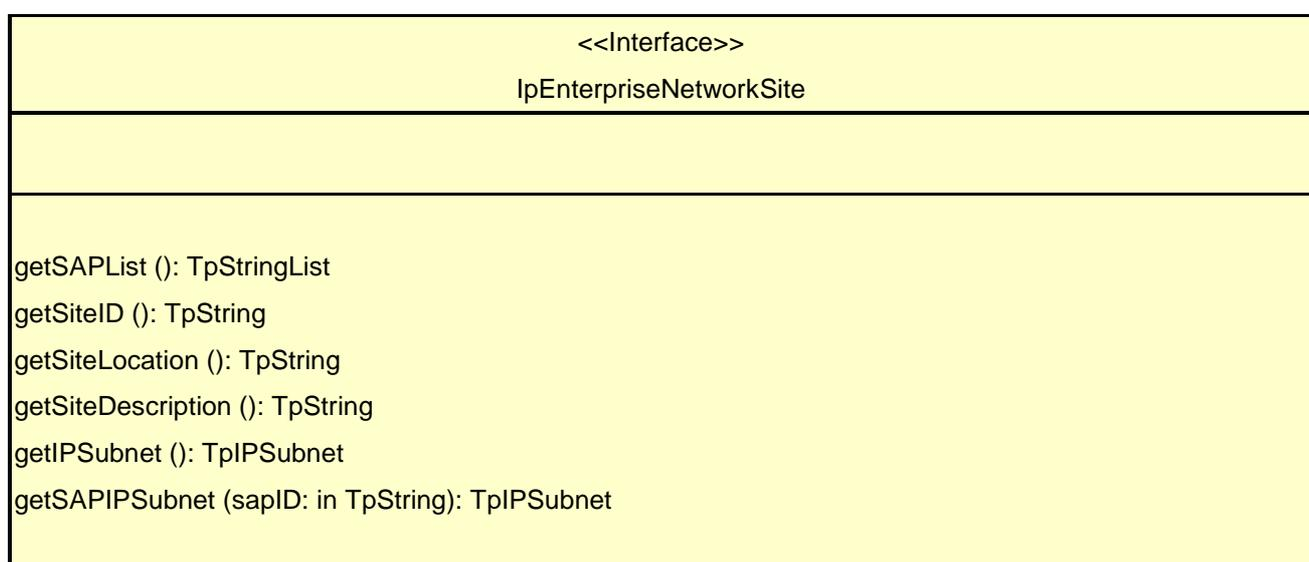 <<Interface>>
IpEnterpriseNetworkSite
getSAPList (): TpStringList
getSiteID (): TpString
getSiteLocation (): TpString
getSiteDescription (): TpString
getIPSubnet (): TpIPSubnet
getSAPIPSubnet (sapID: in TpString): TpIPSubnet